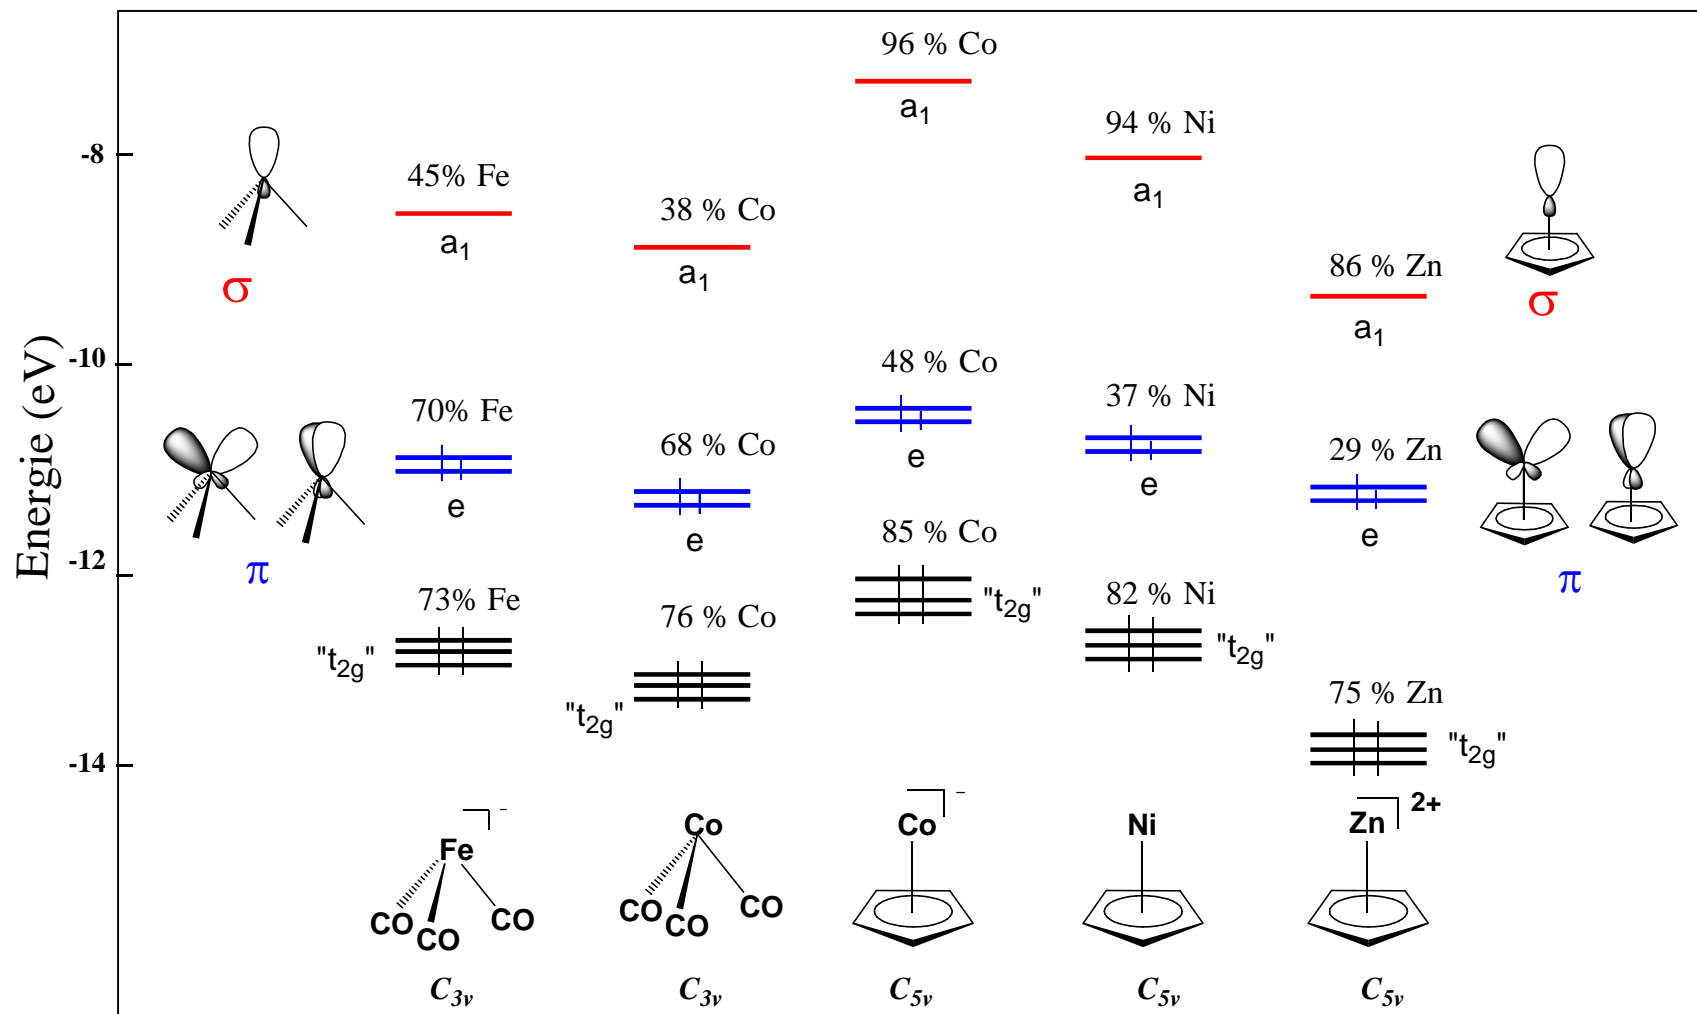 96 % Co
a1
94 % Ni
-8
45% Fe
a1
38 % Co
a1
a1
86 % Zn
σ
a1
σ
Energie (eV)
-10
48 % Co
e
37 % Ni
e
70% Fe
e
68 % Co
e
29 % Zn
e
π
85 % Co
π
-12
"t2g"
73% Fe
"t2g"
76 % Co
"t2g"
82 % Ni
"t2g"
75 % Zn
"t2g"
-14
Fe
–
CO
CO
CO
Co
CO
CO
CO
Co
–
Ni
Zn
2+
C3v
C3v
C5v
C5v
C5v